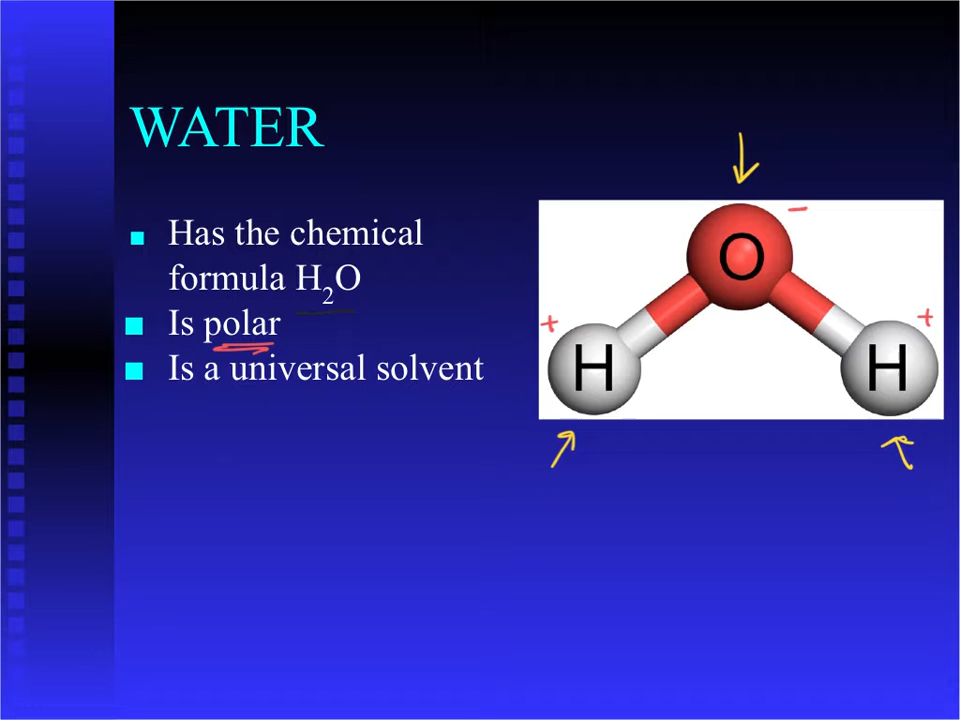 WATER
Has the chemical
formula H₂O
Is polar
Is a universal solvent
O
−
+
+
H
H